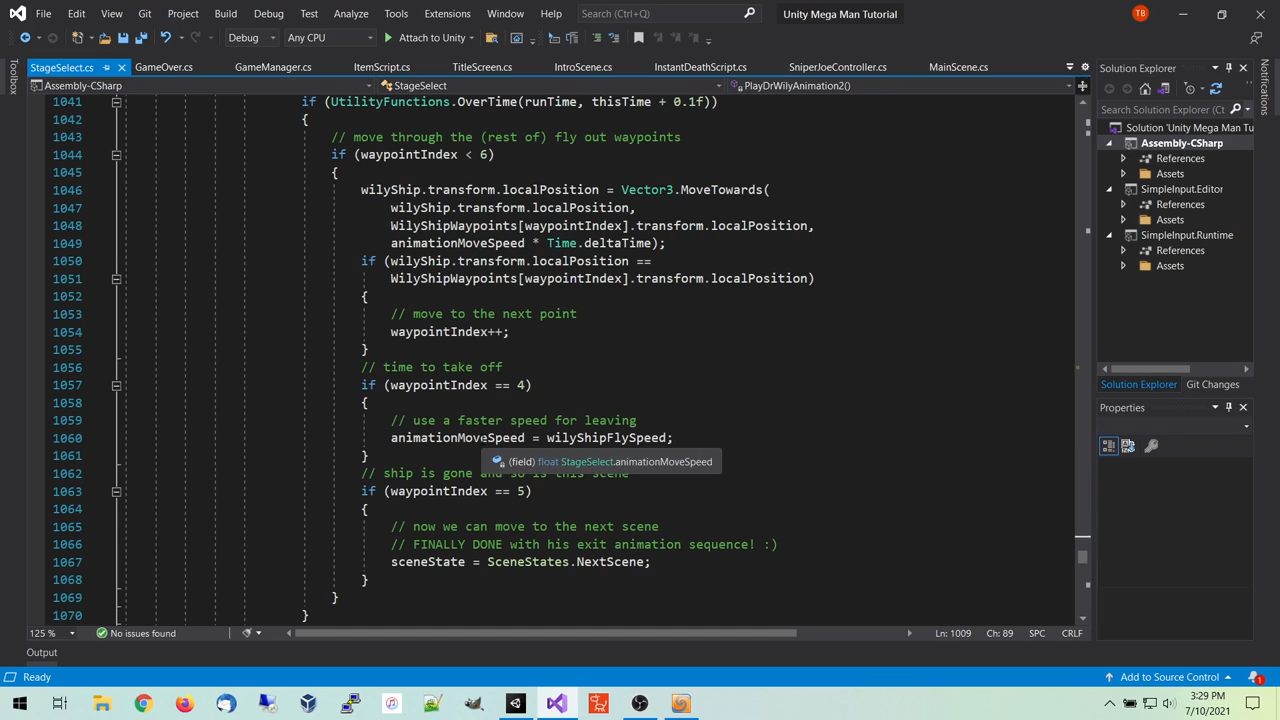 File Edit View Git Project Build Debug Test Analyze Tools Extensions Window Help Search (Ctrl+Q) Unity Mega Man Tutorial TB
Debug Any CPU Attach to Unity
Toolbox
StageSelect.cs GameOver.cs GameManager.cs ItemScript.cs TitleScreen.cs IntroScene.cs InstantDeathScript.cs SniperJoeController.cs MainScene.cs
Assembly-CSharp StageSelect PlayDrWilyAnimation2()
1041 if (UtilityFunctions.OverTime(runTime, thisTime + 0.1f))
1042 {
1043 // move through the (rest of) fly out waypoints
1044 if (waypointIndex < 6)
1045 {
1046 wilyShip.transform.localPosition = Vector3.MoveTowards(
1047 wilyShip.transform.localPosition,
1048 WilyShipWaypoints[waypointIndex].transform.localPosition,
1049 animationMoveSpeed * Time.deltaTime);
1050 if (wilyShip.transform.localPosition ==
1051 WilyShipWaypoints[waypointIndex].transform.localPosition)
1052 {
1053 // move to the next point
1054 waypointIndex++;
1055 }
1056 // time to take off
1057 if (waypointIndex == 4)
1058 {
1059 // use a faster speed for leaving
1060 animationMoveSpeed = wilyShipFlySpeed;
1061 }
(field) float StageSelect.animationMoveSpeed
1062 // ship is gone and so is this scene
1063 if (waypointIndex == 5)
1064 {
1065 // now we can move to the next scene
1066 // FINALLY DONE with his exit animation sequence! :)
1067 sceneState = SceneStates.NextScene;
1068 }
1069 }
1070 }
125 % No issues found Ln: 1009 Ch: 89 SPC CRLF
Output
Solution Explorer
Search Solution Explorer (Ct
Solution 'Unity Mega Man Tu
Assembly-CSharp
References
Assets
SimpleInput.Editor
References
Assets
SimpleInput.Runtime
References
Assets
Solution Explorer Git Changes
Properties
Notifications
Ready Add to Source Control 1
3:29 PM
7/10/2021